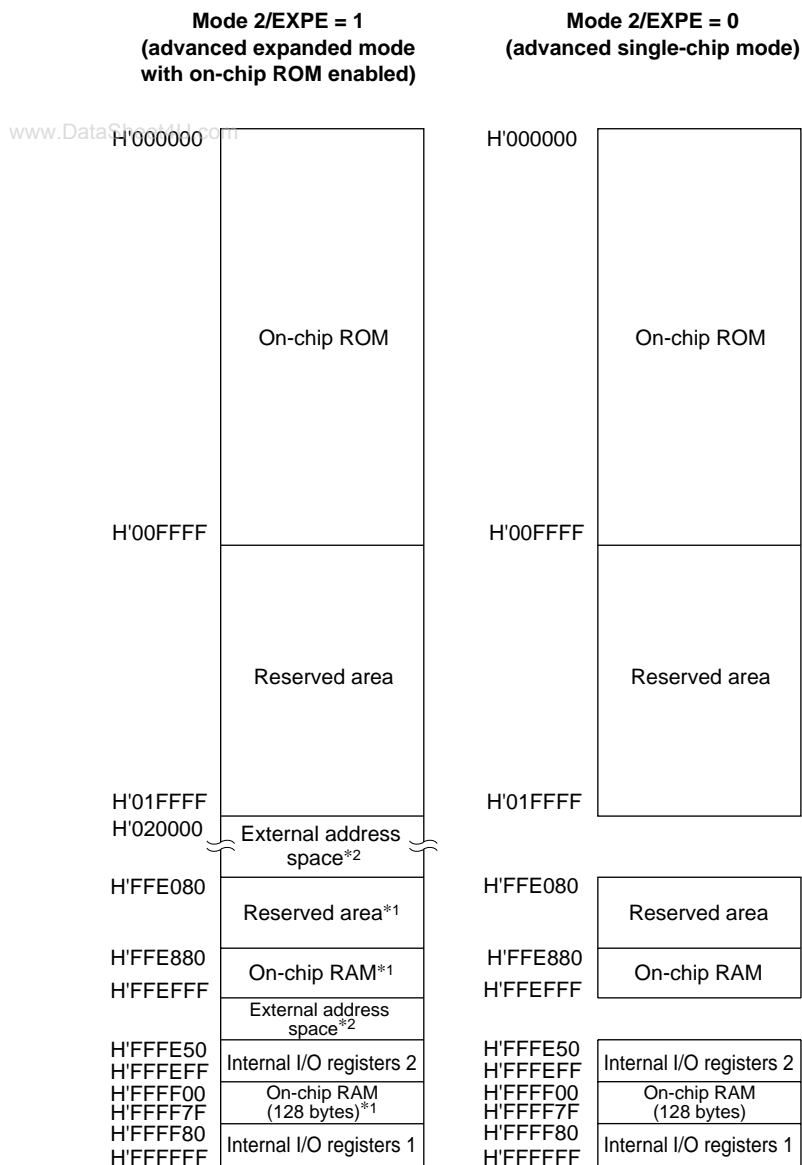 Mode 2/EXPE = 1
(advanced expanded mode
with on-chip ROM enabled)
Mode 2/EXPE = 0
(advanced single-chip mode)
www.DataSheet4U.com
H'000000
On-chip ROM
H'00FFFF
Reserved area
H'01FFFF
H'020000
External address
space*2
H'FFE080
Reserved area*1
H'FFE880
On-chip RAM*1
H'FFEFFF
External address
space*2
H'FFFE50
Internal I/O registers 2
H'FFFEFF
H'FFFF00
On-chip RAM
(128 bytes)*1
H'FFFF7F
H'FFFF80
Internal I/O registers 1
H'FFFFFF
H'000000
On-chip ROM
H'00FFFF
Reserved area
H'01FFFF
H'FFE080
Reserved area
H'FFE880
On-chip RAM
H'FFEFFF
H'FFFE50
Internal I/O registers 2
H'FFFEFF
H'FFFF00
On-chip RAM
(128 bytes)
H'FFFF7F
H'FFFF80
Internal I/O registers 1
H'FFFFFF